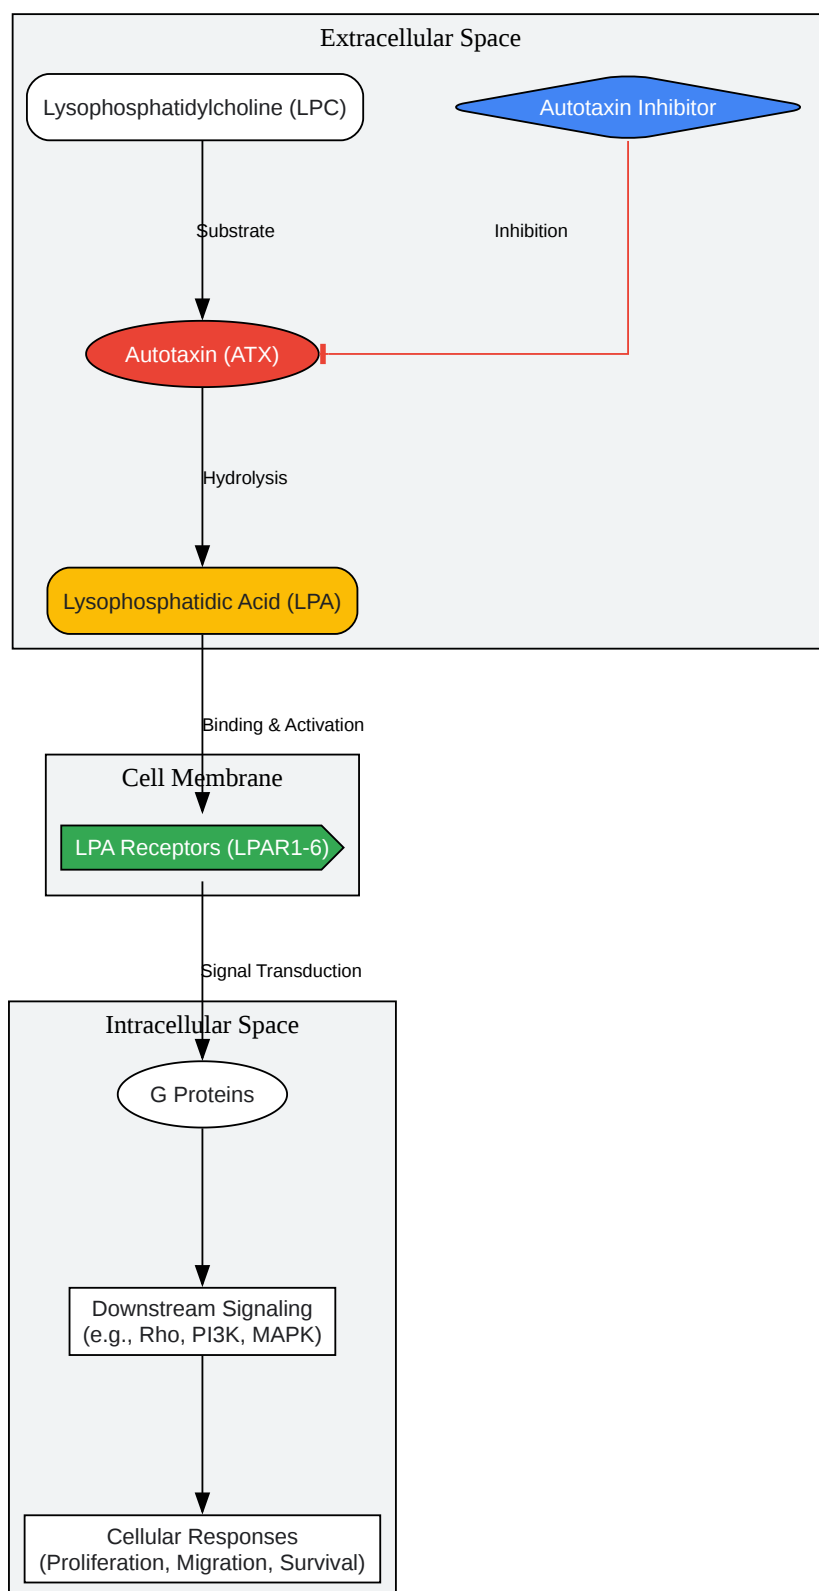 Extracellular Space
Lysophosphatidylcholine (LPC)
Autotaxin Inhibitor
Substrate
Inhibition
Autotaxin (ATX)
Hydrolysis
Lysophosphatidic Acid (LPA)
Binding & Activation
Cell Membrane
LPA Receptors (LPAR1-6)
Signal Transduction
Intracellular Space
G Proteins
Downstream Signaling
(e.g., Rho, PI3K, MAPK)
Cellular Responses
(Proliferation, Migration, Survival)